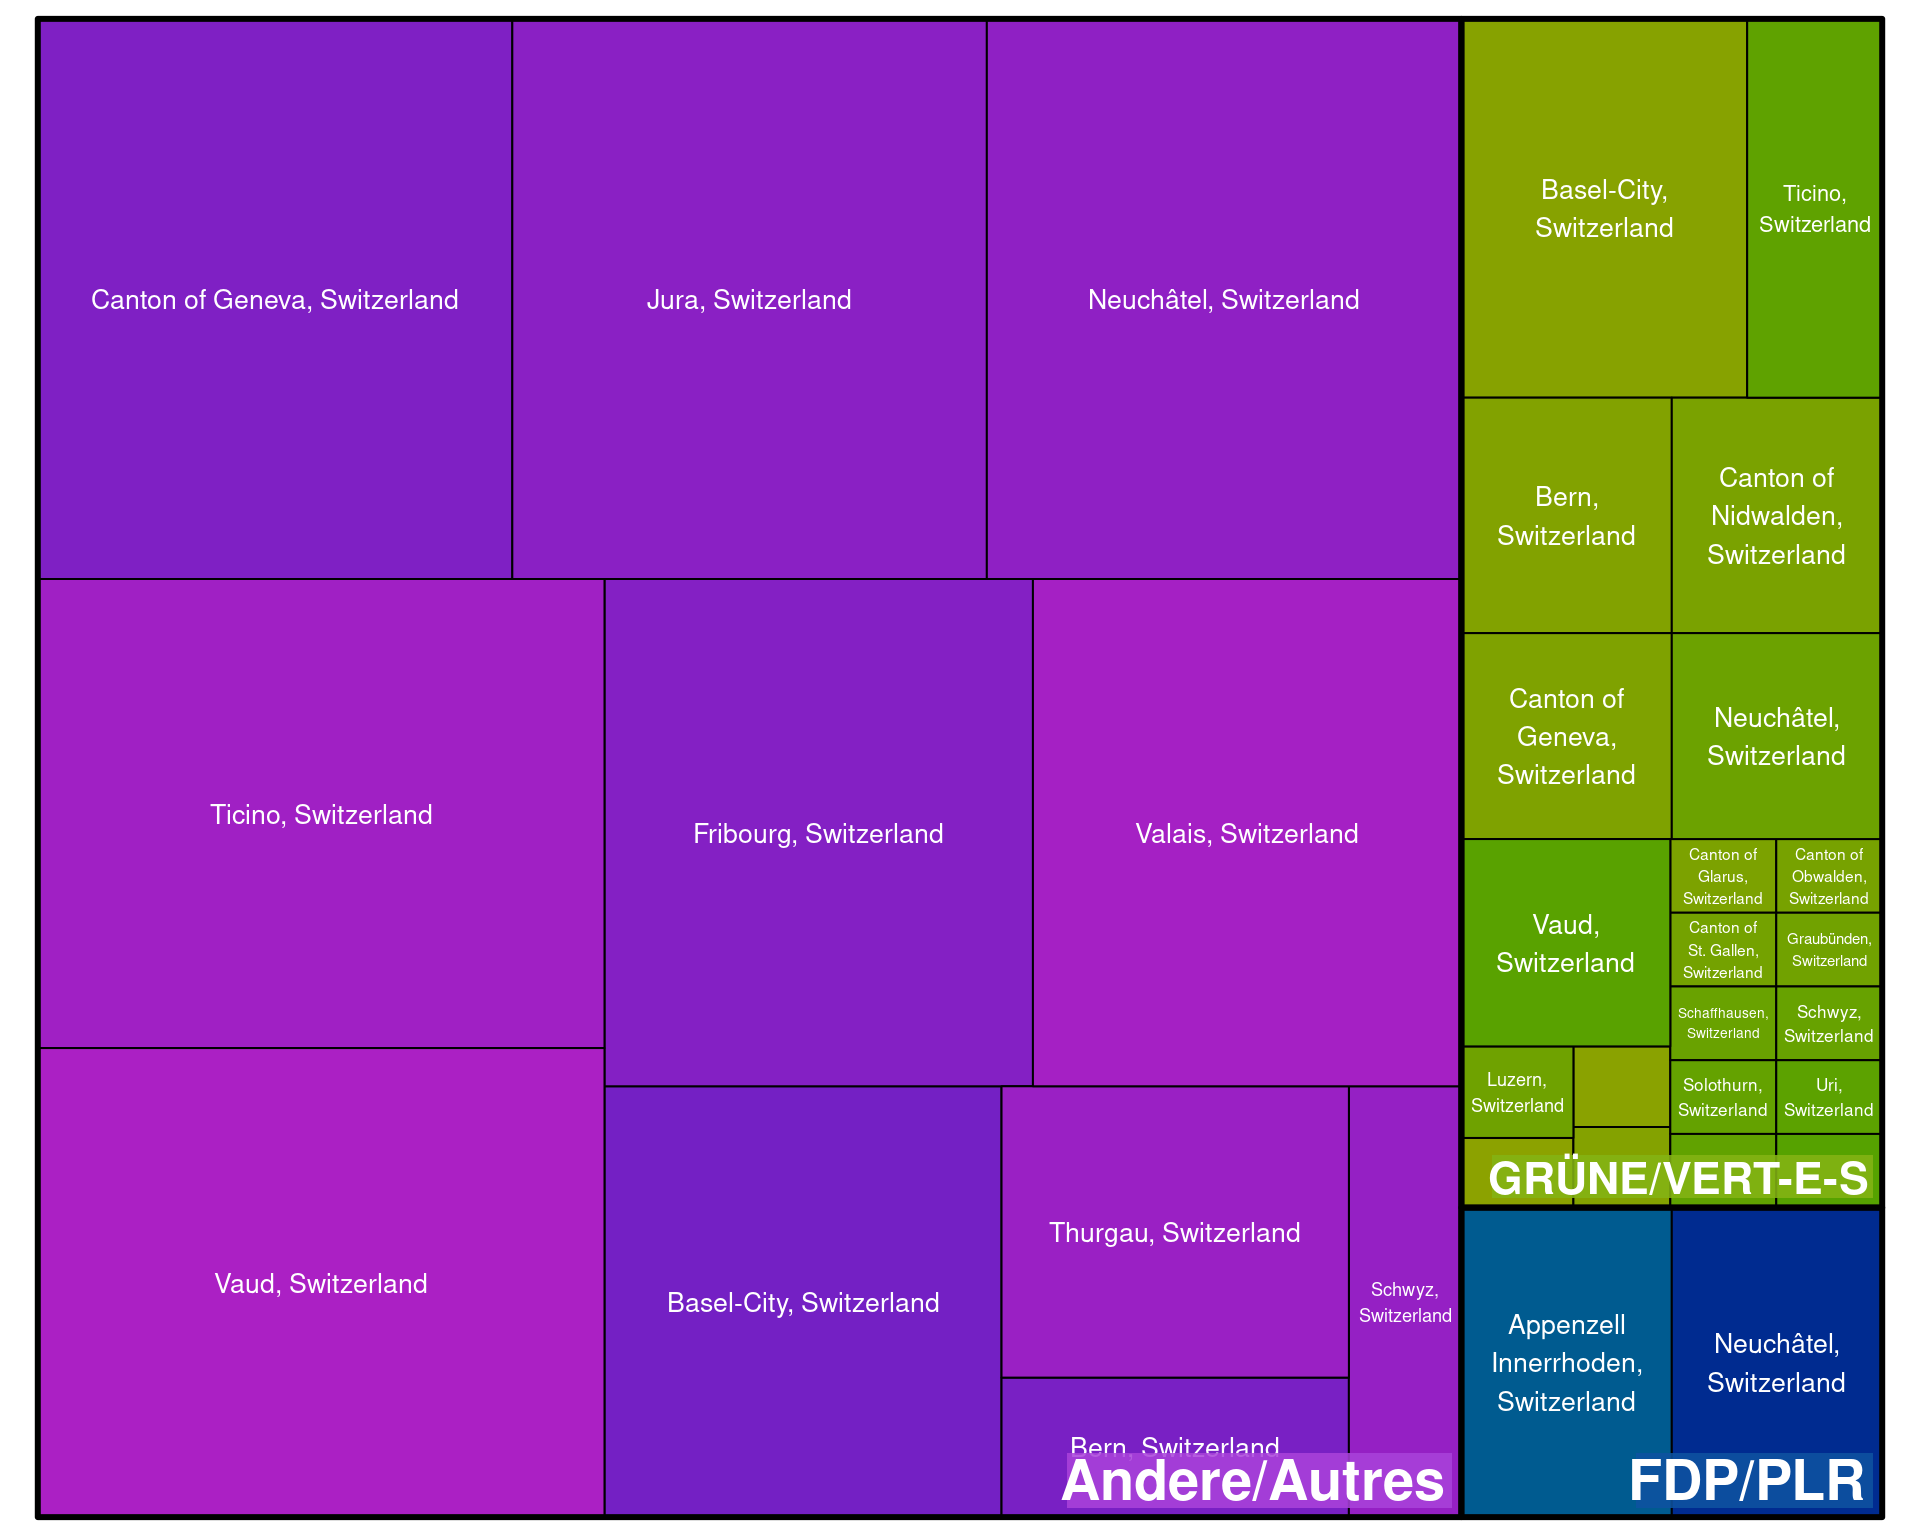 Canton of Geneva, Switzerland
Jura, Switzerland
Neuchâtel, Switzerland
Ticino, Switzerland
Fribourg, Switzerland
Valais, Switzerland
Vaud, Switzerland
Basel-City, Switzerland
Thurgau, Switzerland
Schwyz,
Switzerland
Bern, Switzerland
Andere/Autres
Basel-City,
Switzerland
Ticino,
Switzerland
Bern,
Switzerland
Canton of
Nidwalden,
Switzerland
Canton of
Geneva,
Switzerland
Neuchâtel,
Switzerland
Vaud,
Switzerland
Canton of
Glarus,
Switzerland
Canton of
Obwalden,
Switzerland
Canton of
St. Gallen,
Switzerland
Graubünden,
Switzerland
Schaffhausen,
Switzerland
Schwyz,
Switzerland
Luzern,
Switzerland
Solothurn,
Switzerland
Uri,
Switzerland
GRÜNE/VERT-E-S
Appenzell
Innerrhoden,
Switzerland
Neuchâtel,
Switzerland
FDP/PLR